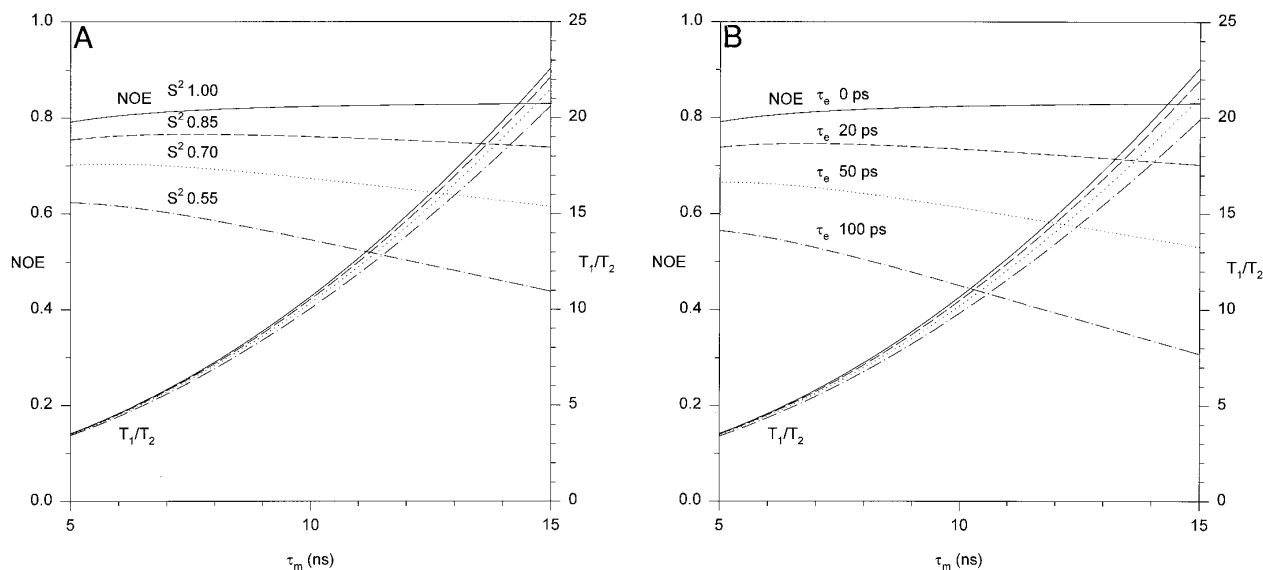 A
1.0
0.8
0.6
NOE
0.4
0.2
0.0
NOE
S² 1.00
S² 0.85
S² 0.70
S² 0.55
T₁/T₂
25
20
15
T₁/T₂
10
5
0
5
10
15
τₘ (ns)
B
1.0
0.8
0.6
NOE
0.4
0.2
0.0
NOE
τₑ 0 ps
τₑ 20 ps
τₑ 50 ps
τₑ 100 ps
T₁/T₂
25
20
15
T₁/T₂
10
5
0
5
10
15
τₘ (ns)